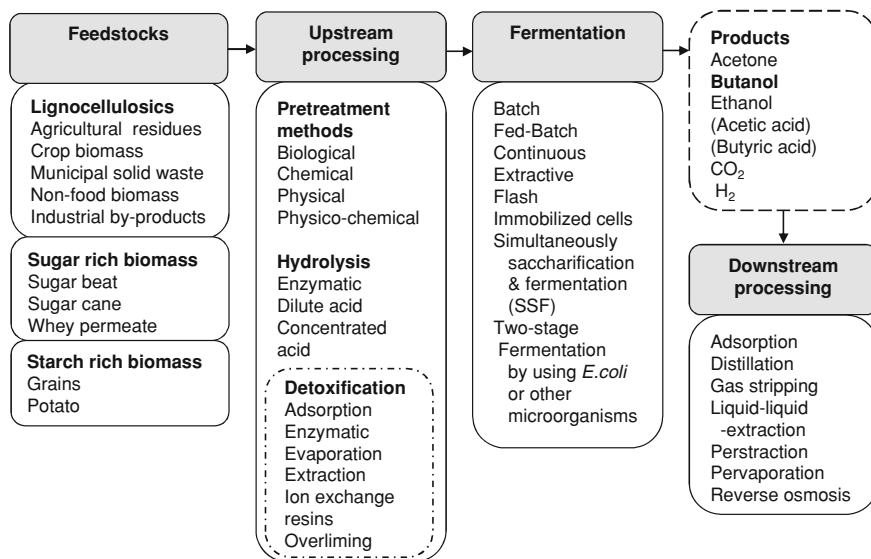 Feedstocks
Lignocellulosics
Agricultural residues
Crop biomass
Municipal solid waste
Non-food biomass
Industrial by-products
Sugar rich biomass
Sugar beat
Sugar cane
Whey permeate
Starch rich biomass
Grains
Potato
Upstream
processing
Pretreatment
methods
Biological
Chemical
Physical
Physico-chemical
Hydrolysis
Enzymatic
Dilute acid
Concentrated
acid
Detoxification
Adsorption
Enzymatic
Evaporation
Extraction
Ion exchange
resins
Overliming
Fermentation
Batch
Fed-Batch
Continuous
Extractive
Flash
Immobilized cells
Simultaneously
saccharification
& fermentation
(SSF)
Two-stage
Fermentation
by using E.coli
or other
microorganisms
Products
Acetone
Butanol
Ethanol
(Acetic acid)
(Butyric acid)
CO₂
H₂
Downstream
processing
Adsorption
Distillation
Gas stripping
Liquid-liquid
-extraction
Perstraction
Pervaporation
Reverse osmosis